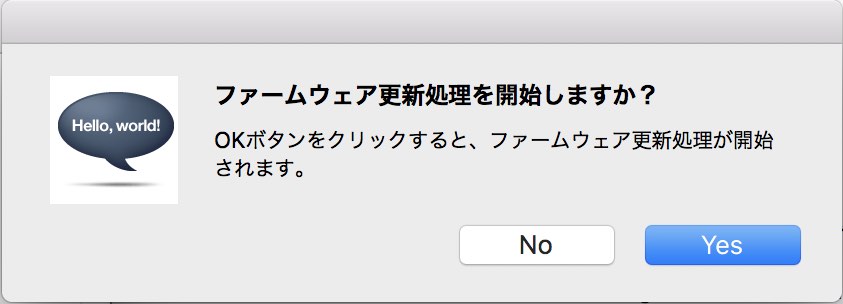 Hello, world!
ファームウェア更新処理を開始しますか？
OKボタンをクリックすると、ファームウェア更新処理が開始
されます。
No
Yes